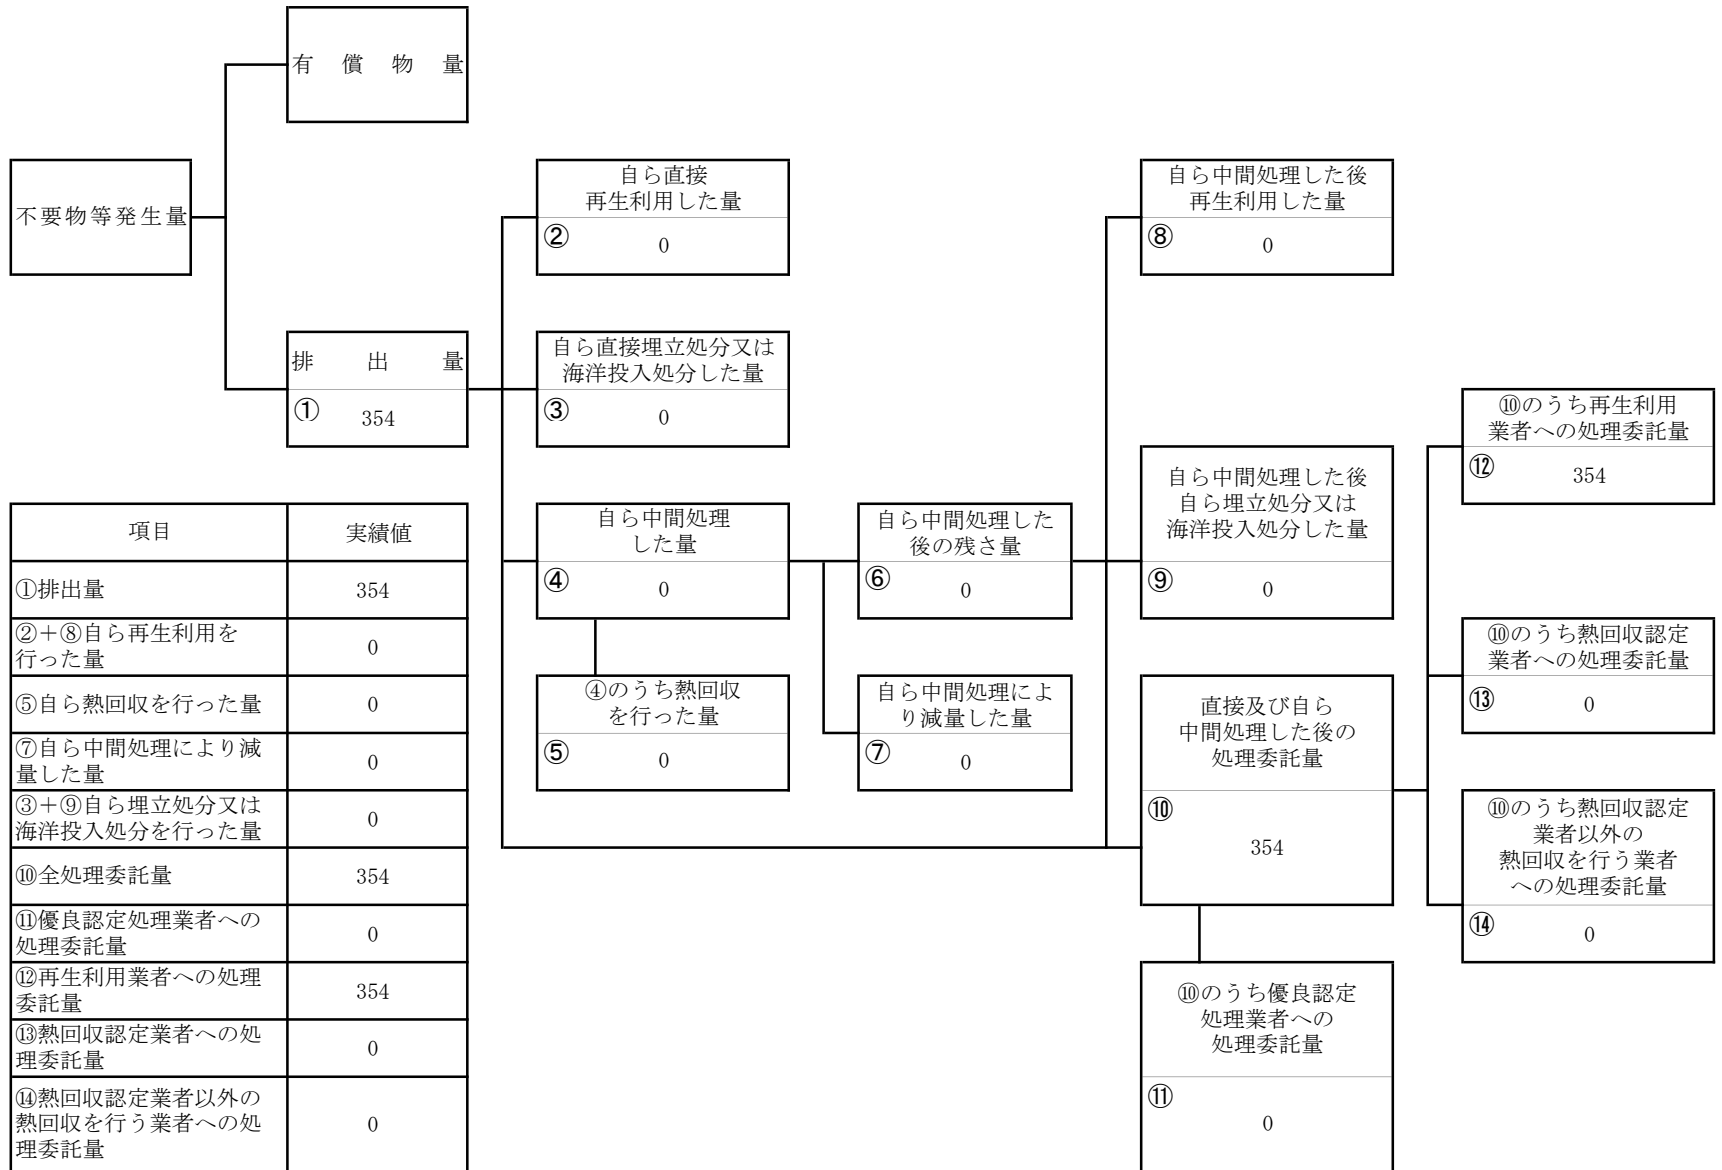 有償物量
不要物等発生量
排出量
① 354
自ら直接
再生利用した量
② 0
自ら直接埋立処分又は
海洋投入処分した量
③ 0
自ら中間処理
した量
④ 0
④のうち熱回収
を行った量
⑤ 0
自ら中間処理した
後の残さ量
⑥ 0
自ら中間処理によ
り減量した量
⑦ 0
自ら中間処理した後
再生利用した量
⑧ 0
自ら中間処理した後
自ら埋立処分又は
海洋投入処分した量
⑨ 0
直接及び自ら
中間処理した後の
処理委託量
⑩
354
⑩のうち優良認定
処理業者への
処理委託量
⑪
0
⑩のうち再生利用
業者への処理委託量
⑫ 354
⑩のうち熱回収認定
業者への処理委託量
⑬ 0
⑩のうち熱回収認定
業者以外の
熱回収を行う業者
への処理委託量
⑭ 0
項目 実績値
①排出量 354
②＋⑧自ら再生利用を
行った量 0
⑤自ら熱回収を行った量 0
⑦自ら中間処理により減
量した量 0
③＋⑨自ら埋立処分又は
海洋投入処分を行った量 0
⑩全処理委託量 354
⑪優良認定処理業者への
処理委託量 0
⑫再生利用業者への処理
委託量 354
⑬熱回収認定業者への処
理委託量 0
⑭熱回収認定業者以外の
熱回収を行う業者への処
理委託量 0